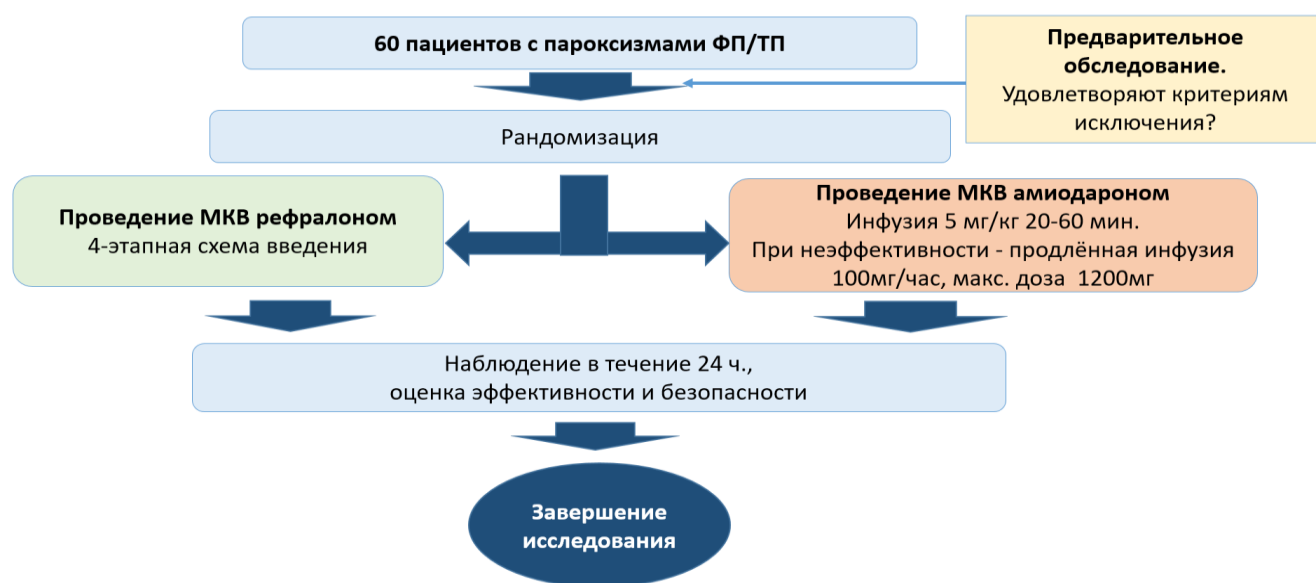 60 пациентов с пароксизмами ФП/ТП
Предварительное
обследование.
Удовлетворяют критериям
исключения?
Рандомизация
Проведение МКВ рефралоном
4-этапная схема введения
Проведение МКВ амиодароном
Инфузия 5 мг/кг 20-60 мин.
При неэффективности - продлённая инфузия
100мг/час, макс. доза 1200мг
Наблюдение в течение 24 ч.,
оценка эффективности и безопасности
Завершение
исследования